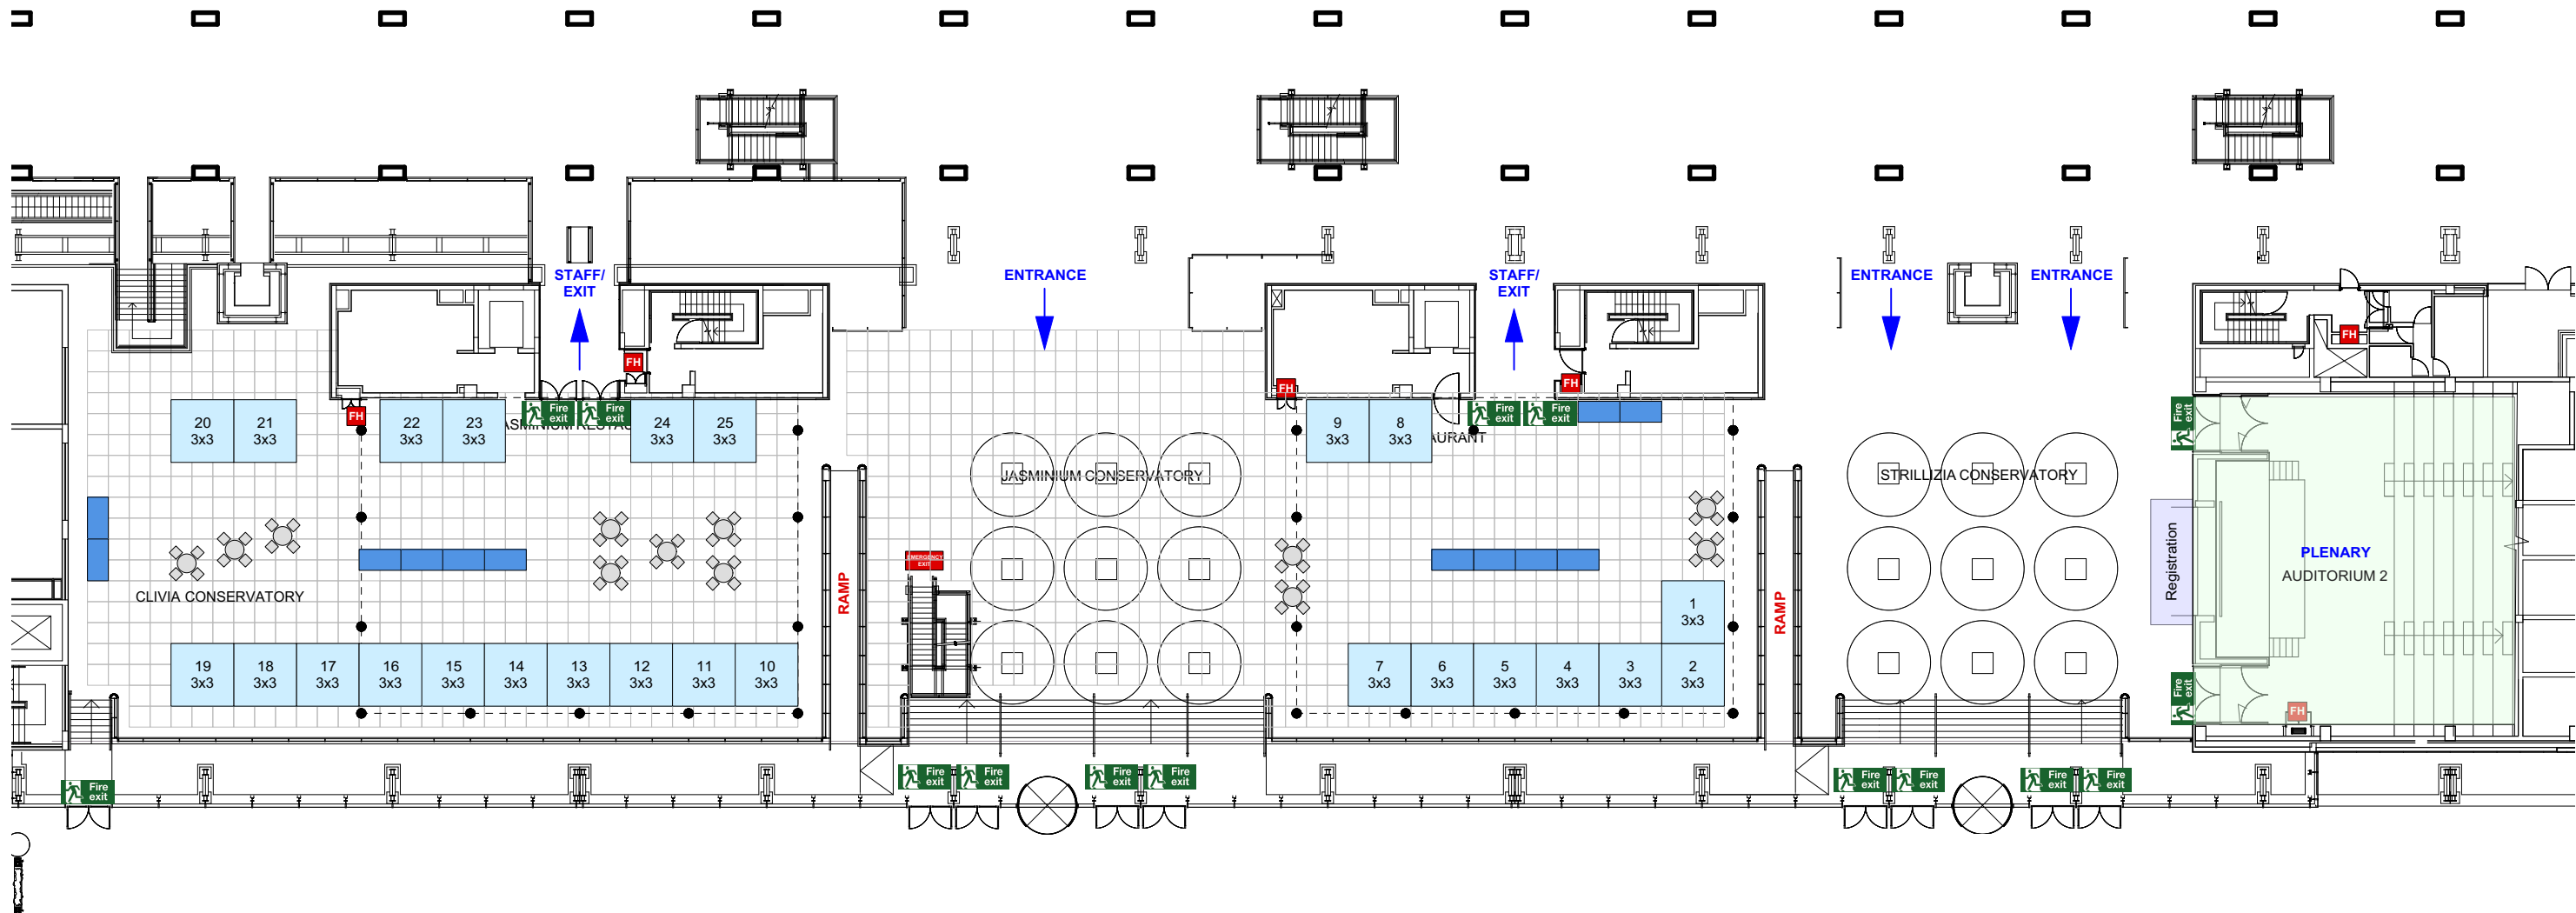 STAFF/
EXIT
ENTRANCE
STAFF/
EXIT
ENTRANCE
ENTRANCE
FH
FH
FH
FH
FH
Fire
exit
Fire
exit
Fire
exit
Fire
exit
Fire
exit
20
3x3
21
3x3
22
3x3
23
3x3
24
3x3
25
3x3
9
3x3
8
3x3
AURANT
JASMINIUM CONSERVATORY
STRILLIZIA CONSERVATORY
EMERGENCY
EXIT
RAMP
RAMP
Registration
PLENARY
AUDITORIUM 2
CLIVIA CONSERVATORY
1
3x3
19
3x3
18
3x3
17
3x3
16
3x3
15
3x3
14
3x3
13
3x3
12
3x3
11
3x3
10
3x3
7
3x3
6
3x3
5
3x3
4
3x3
3
3x3
2
3x3
Fire
exit
FH
Fire
exit
Fire
exit
Fire
exit
Fire
exit
Fire
exit
Fire
exit
Fire
exit
Fire
exit
Fire
exit